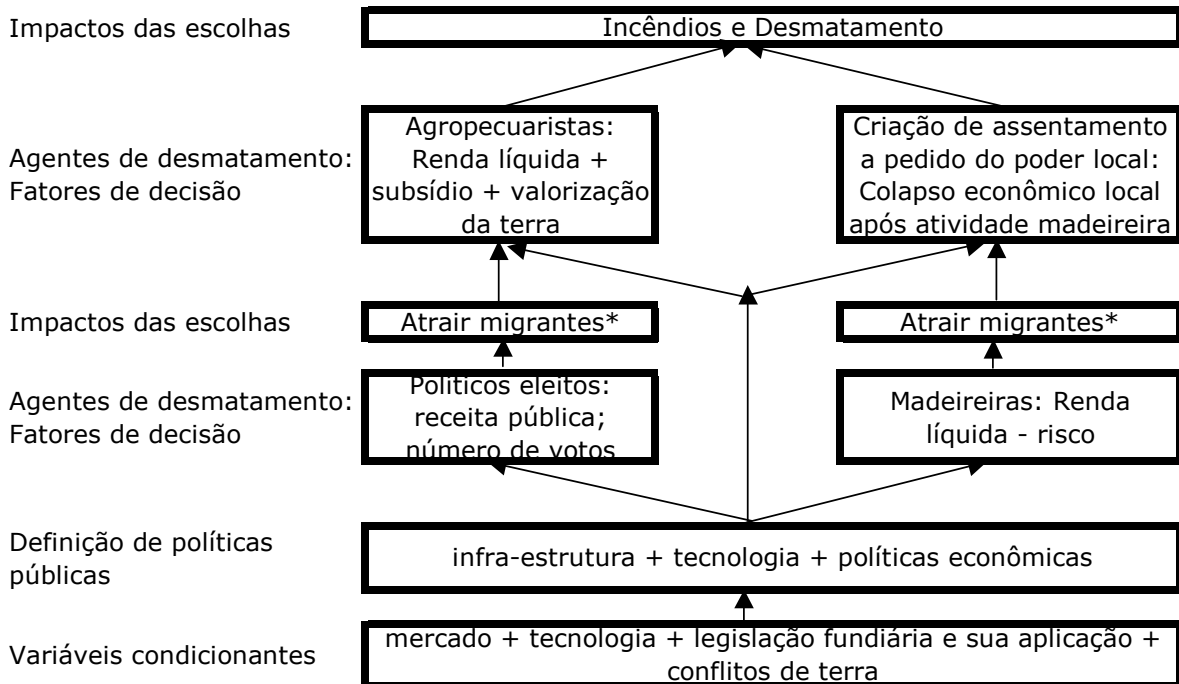 Impactos das escolhas
Incêndios e Desmatamento
Agentes de desmatamento:
Fatores de decisão
Agropecuaristas:
Renda líquida +
subsídio + valorização
da terra
Criação de assentamento
a pedido do poder local:
Colapso econômico local
após atividade madeireira
Impactos das escolhas
Atrair migrantes*
Atrair migrantes*
Agentes de desmatamento:
Fatores de decisão
Políticos eleitos:
receita pública;
número de votos
Madeireiras: Renda
líquida - risco
Definição de políticas
públicas
infra-estrutura + tecnologia + políticas econômicas
Variáveis condicionantes
mercado + tecnologia + legislação fundiária e sua aplicação +
conflitos de terra